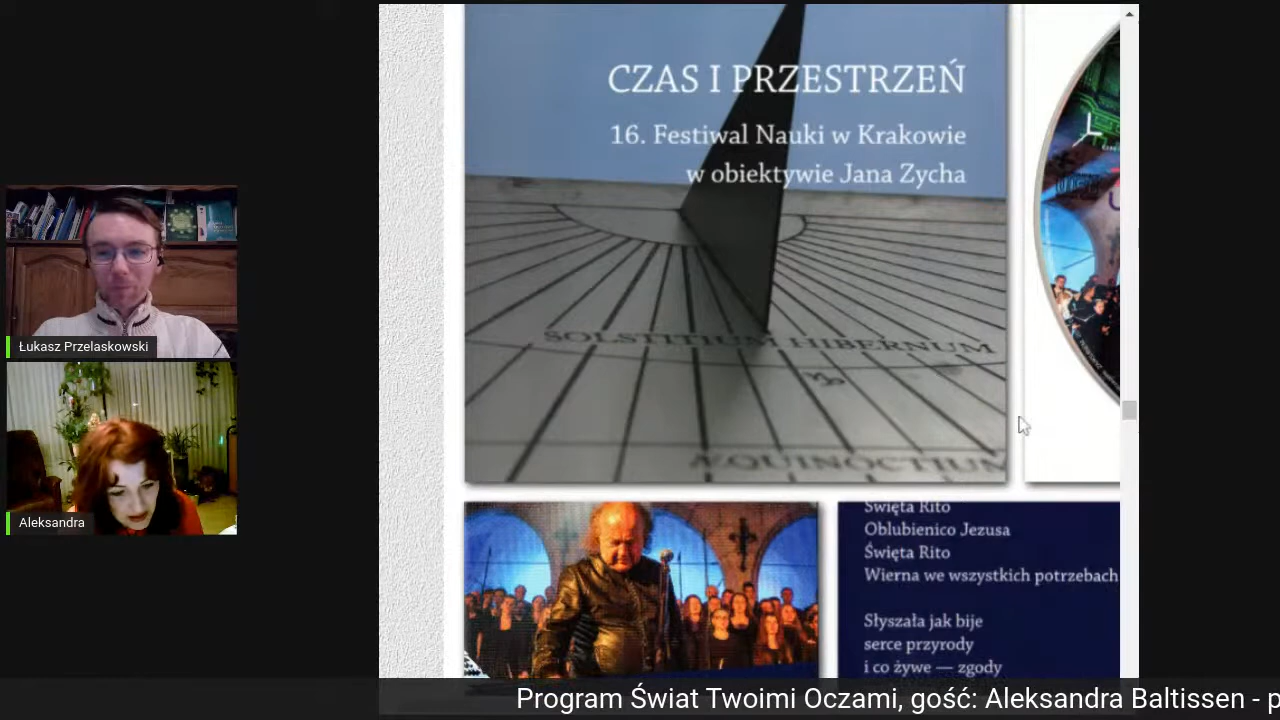 CZAS I PRZESTRZEŃ
16. Festiwal Nauki w Krakowie
w obiektywie Jana Zycha
SOLSTITIUM HIBERNUM
ÆQUINOCTIUM
Łukasz Przelaskowski
Aleksandra
Święta Rito
Oblubienico Jezusa
Święta Rito
Wierna we wszystkich potrzebach
Słyszała jak bije
serce przyrody
i co żywe — zgody
Program Świat Twoimi Oczami, gość: Aleksandra Baltissen - p